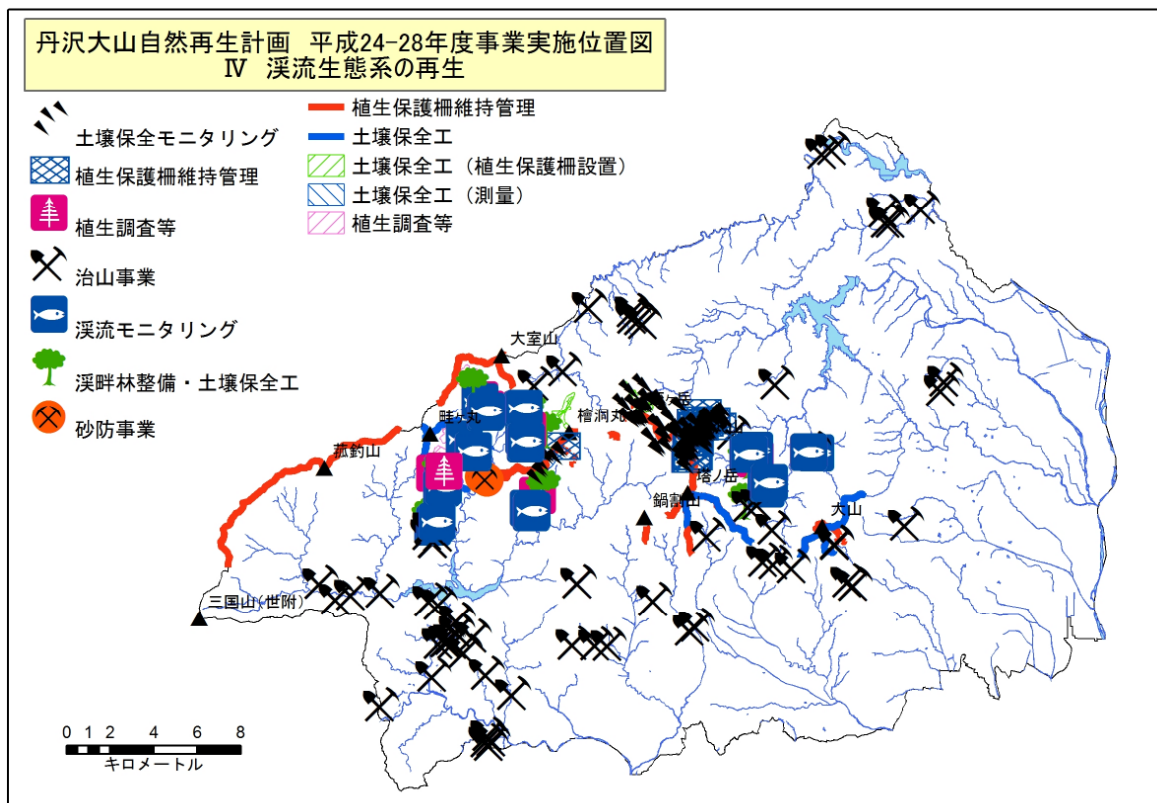 丹沢大山自然再生計画 平成24-28年度事業実施位置図
Ⅳ 渓流生態系の再生
土壌保全モニタリング
植生保護柵維持管理
植生調査等
治山事業
渓流モニタリング
渓畔林整備・土壌保全工
砂防事業
植生保護柵維持管理
土壌保全工
土壌保全工（植生保護柵設置）
土壌保全工（測量）
植生調査等
大室山
畦ヶ丸
檜洞丸
菰釣山
塔ノ岳
鍋割山
大山
三国山(世附)
0 1 2 4 6 8
キロメートル